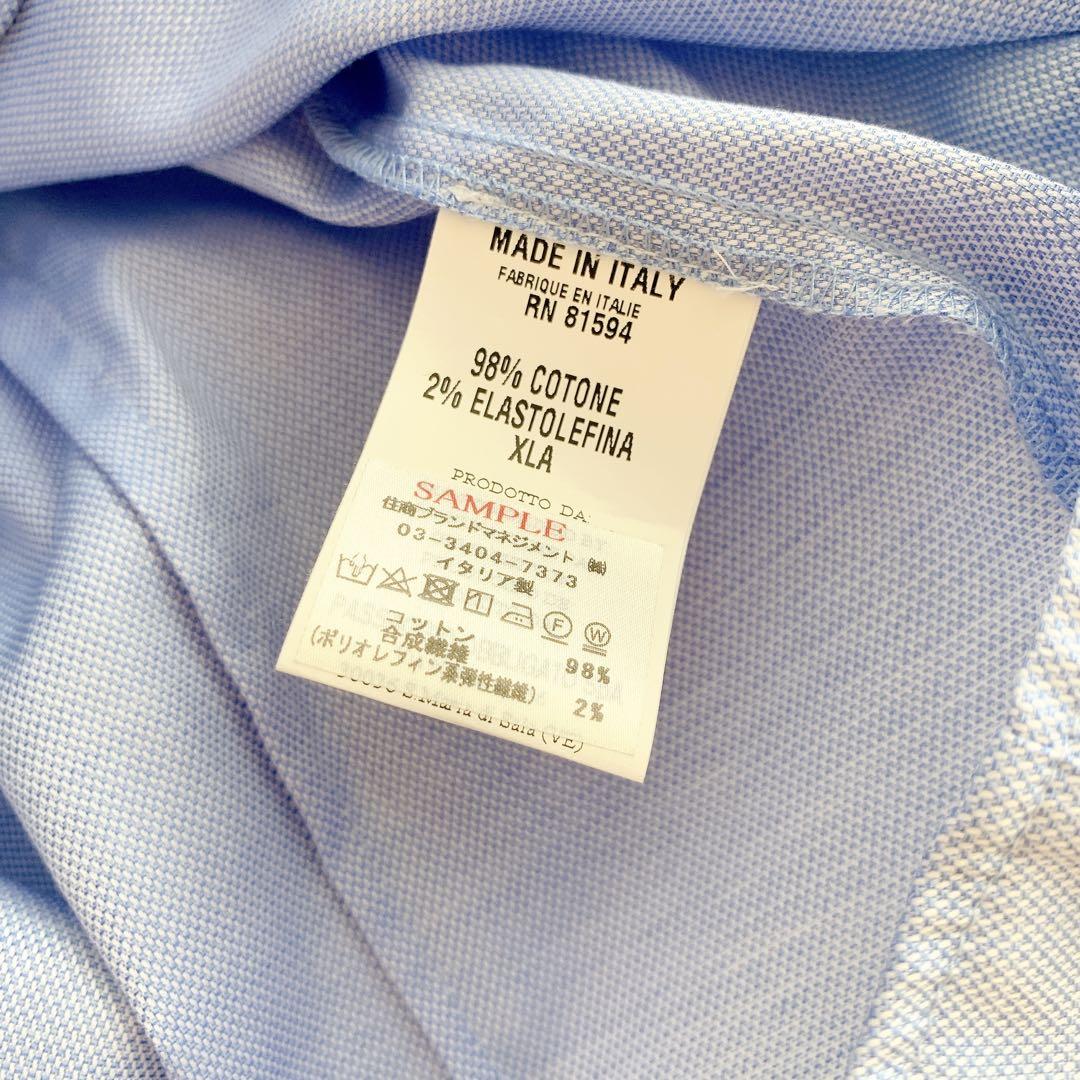 MADE IN ITALY
FABRIQUE EN ITALIE
RN 81594
98% COTONE
2% ELASTOLEFINA
XLA
PRODOTTO DA
SAMPLE
住商ブランドマネジメント ㈱
03-3404-7373
イタリア製
F W
コットン 98%
合成繊維
(ポリオレフィン系弾性繊維) 2%
S.Maria di Sala (VE)